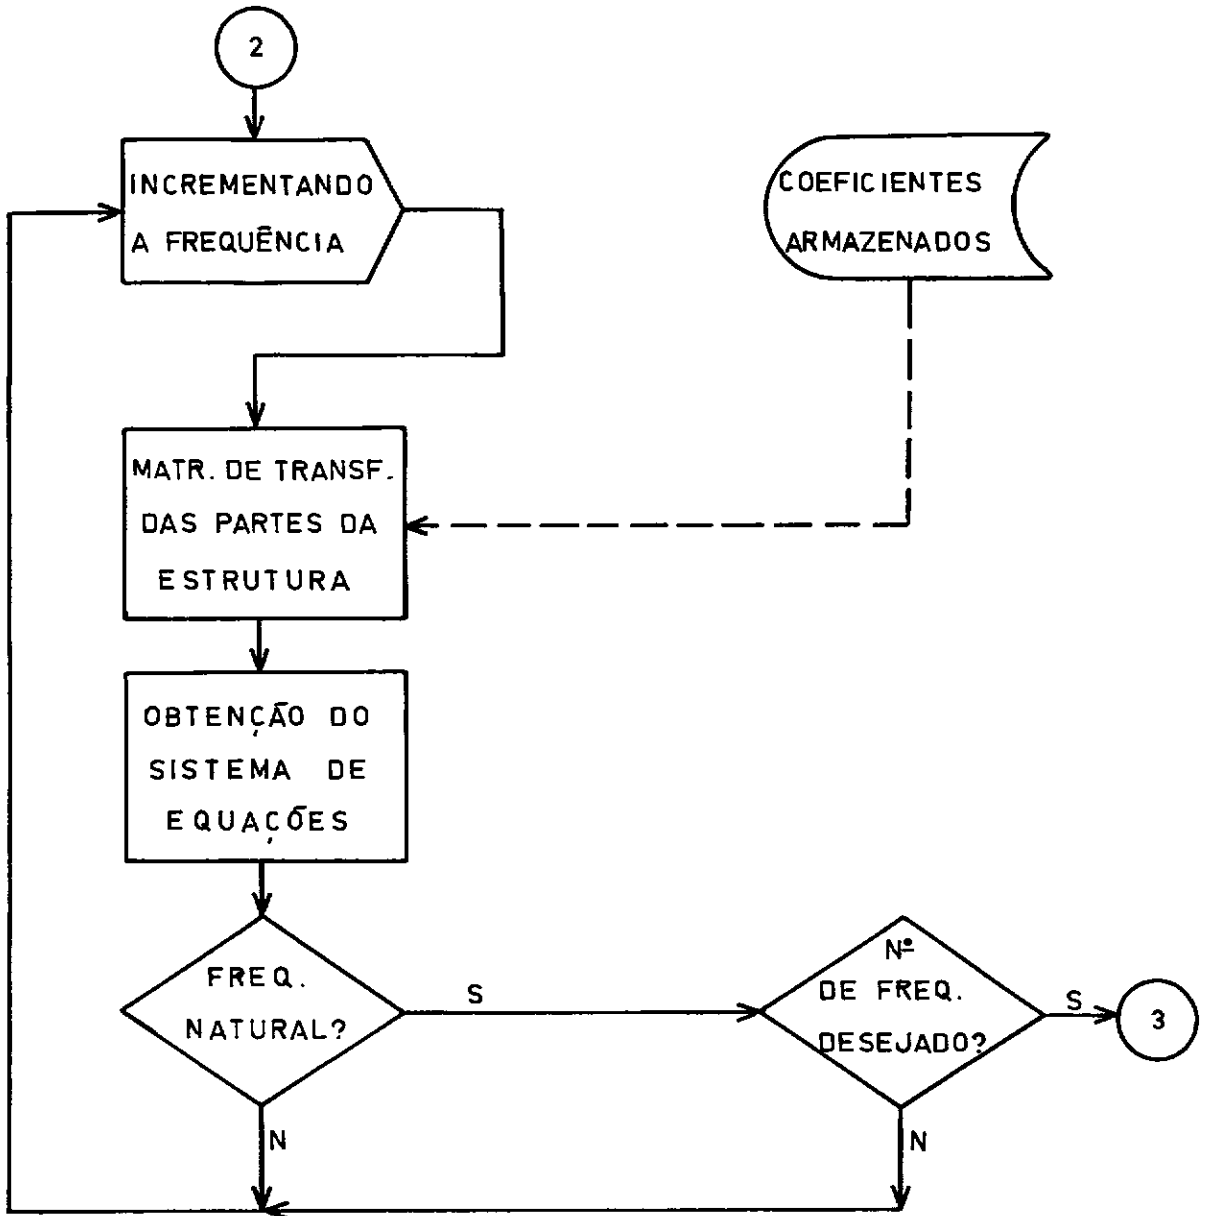 2
INCREMENTANDO
A FREQUÊNCIA
COEFICIENTES
ARMAZENADOS
MATR. DE TRANSF.
DAS PARTES DA
ESTRUTURA
OBTENÇÃO DO
SISTEMA DE
EQUAÇÕES
FREQ.
NATURAL?
S
Nº
DE FREQ.
DESEJADO?
S
3
N
N